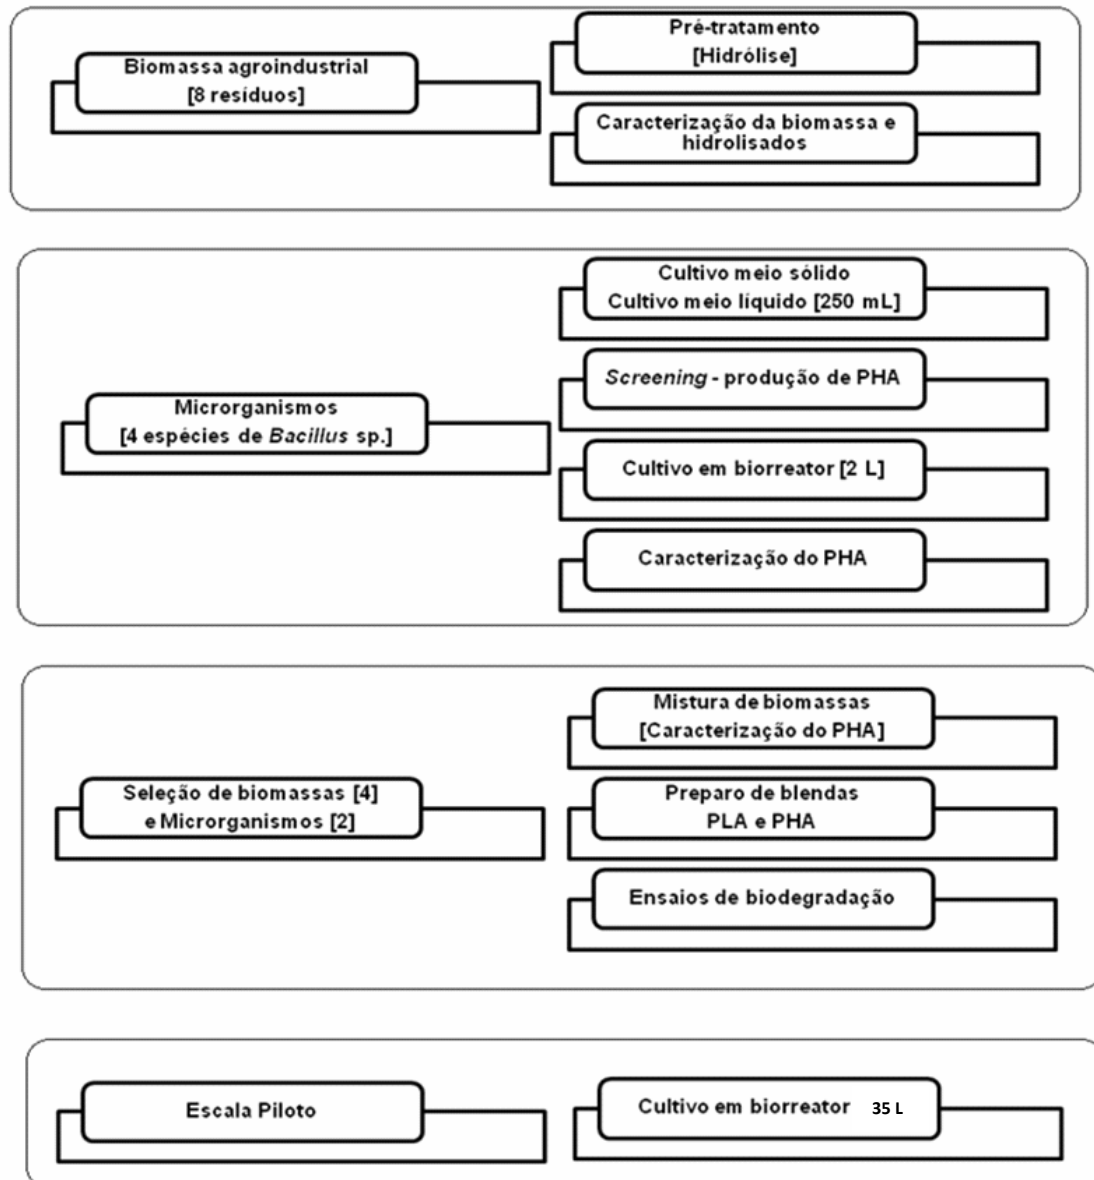 Biomassa agroindustrial
[8 resíduos]
Pré-tratamento
[Hidrólise]
Caracterização da biomassa e
hidrolisados
Microrganismos
[4 espécies de Bacillus sp.]
Cultivo meio sólido
Cultivo meio líquido [250 mL]
Screening - produção de PHA
Cultivo em biorreator [2 L]
Caracterização do PHA
Seleção de biomassas [4]
e Microrganismos [2]
Mistura de biomassas
[Caracterização do PHA]
Preparo de blendas
PLA e PHA
Ensaios de biodegradação
Escala Piloto
Cultivo em biorreator 35 L